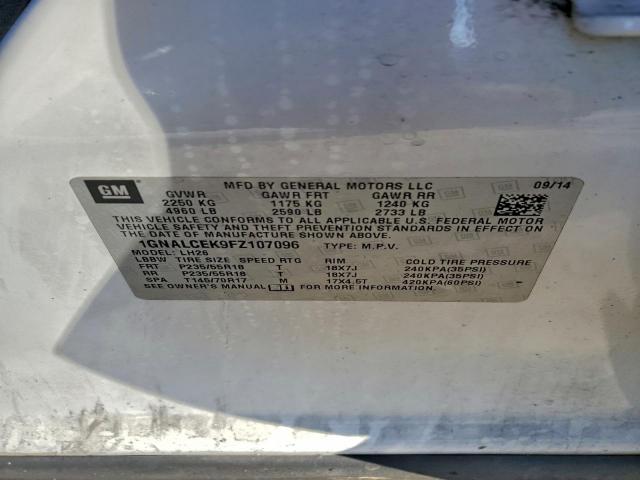 GM
MFD BY GENERAL MOTORS LLC 09/14
GVWR GAWR FRT GAWR RR
2250 KG 1175 KG 1240 KG
4960 LB 2590 LB 2733 LB
THIS VEHICLE CONFORMS TO ALL APPLICABLE U.S. FEDERAL MOTOR
VEHICLE SAFETY AND THEFT PREVENTION STANDARDS IN EFFECT ON
THE DATE OF MANUFACTURE SHOWN ABOVE.
1GNALCEK9FZ107096 TYPE: M.P.V.
MODEL: LH26
LBBW TIRE SIZE SPEED RTG RIM COLD TIRE PRESSURE
FRT P235/55R18 T 18X7J 240KPA(35PSI)
RR P235/55R18 T 18X7J 240KPA(35PSI)
SPA T145/70R17 M 17X4.5T 420KPA(60PSI)
SEE OWNER'S MANUAL FOR MORE INFORMATION.